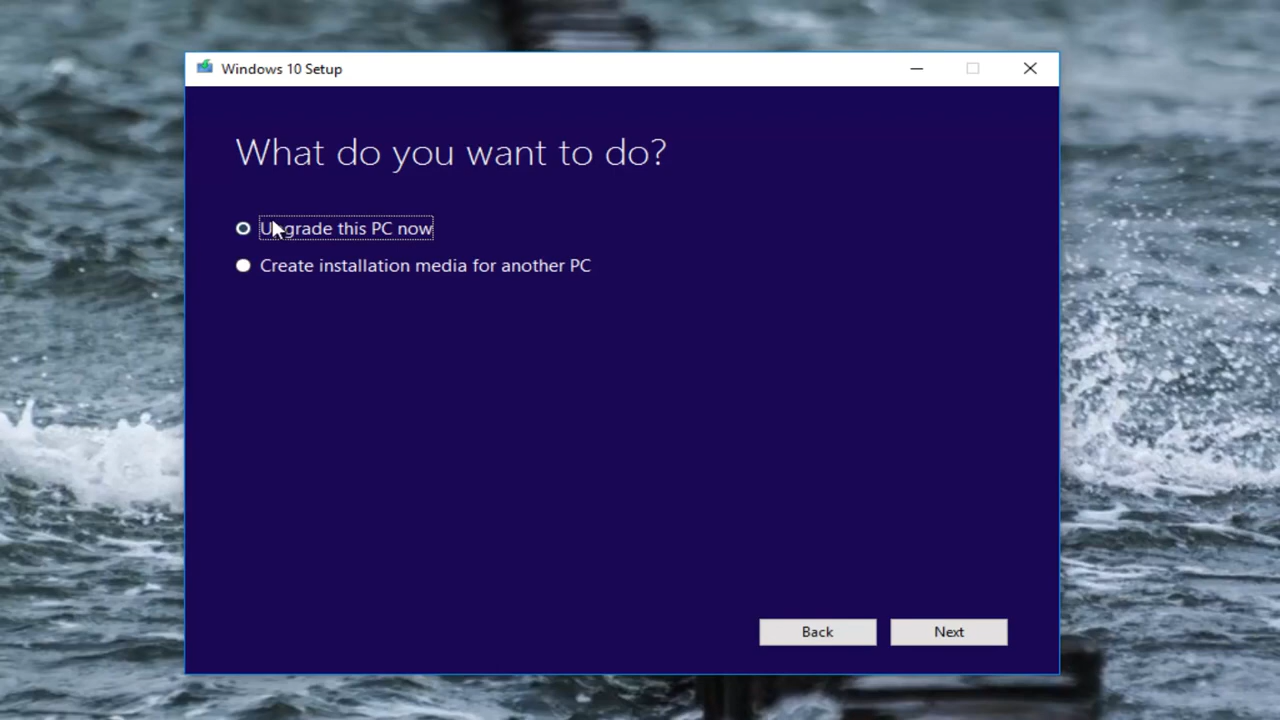 Windows 10 Setup
What do you want to do?
Upgrade this PC now
Create installation media for another PC
Back
Next